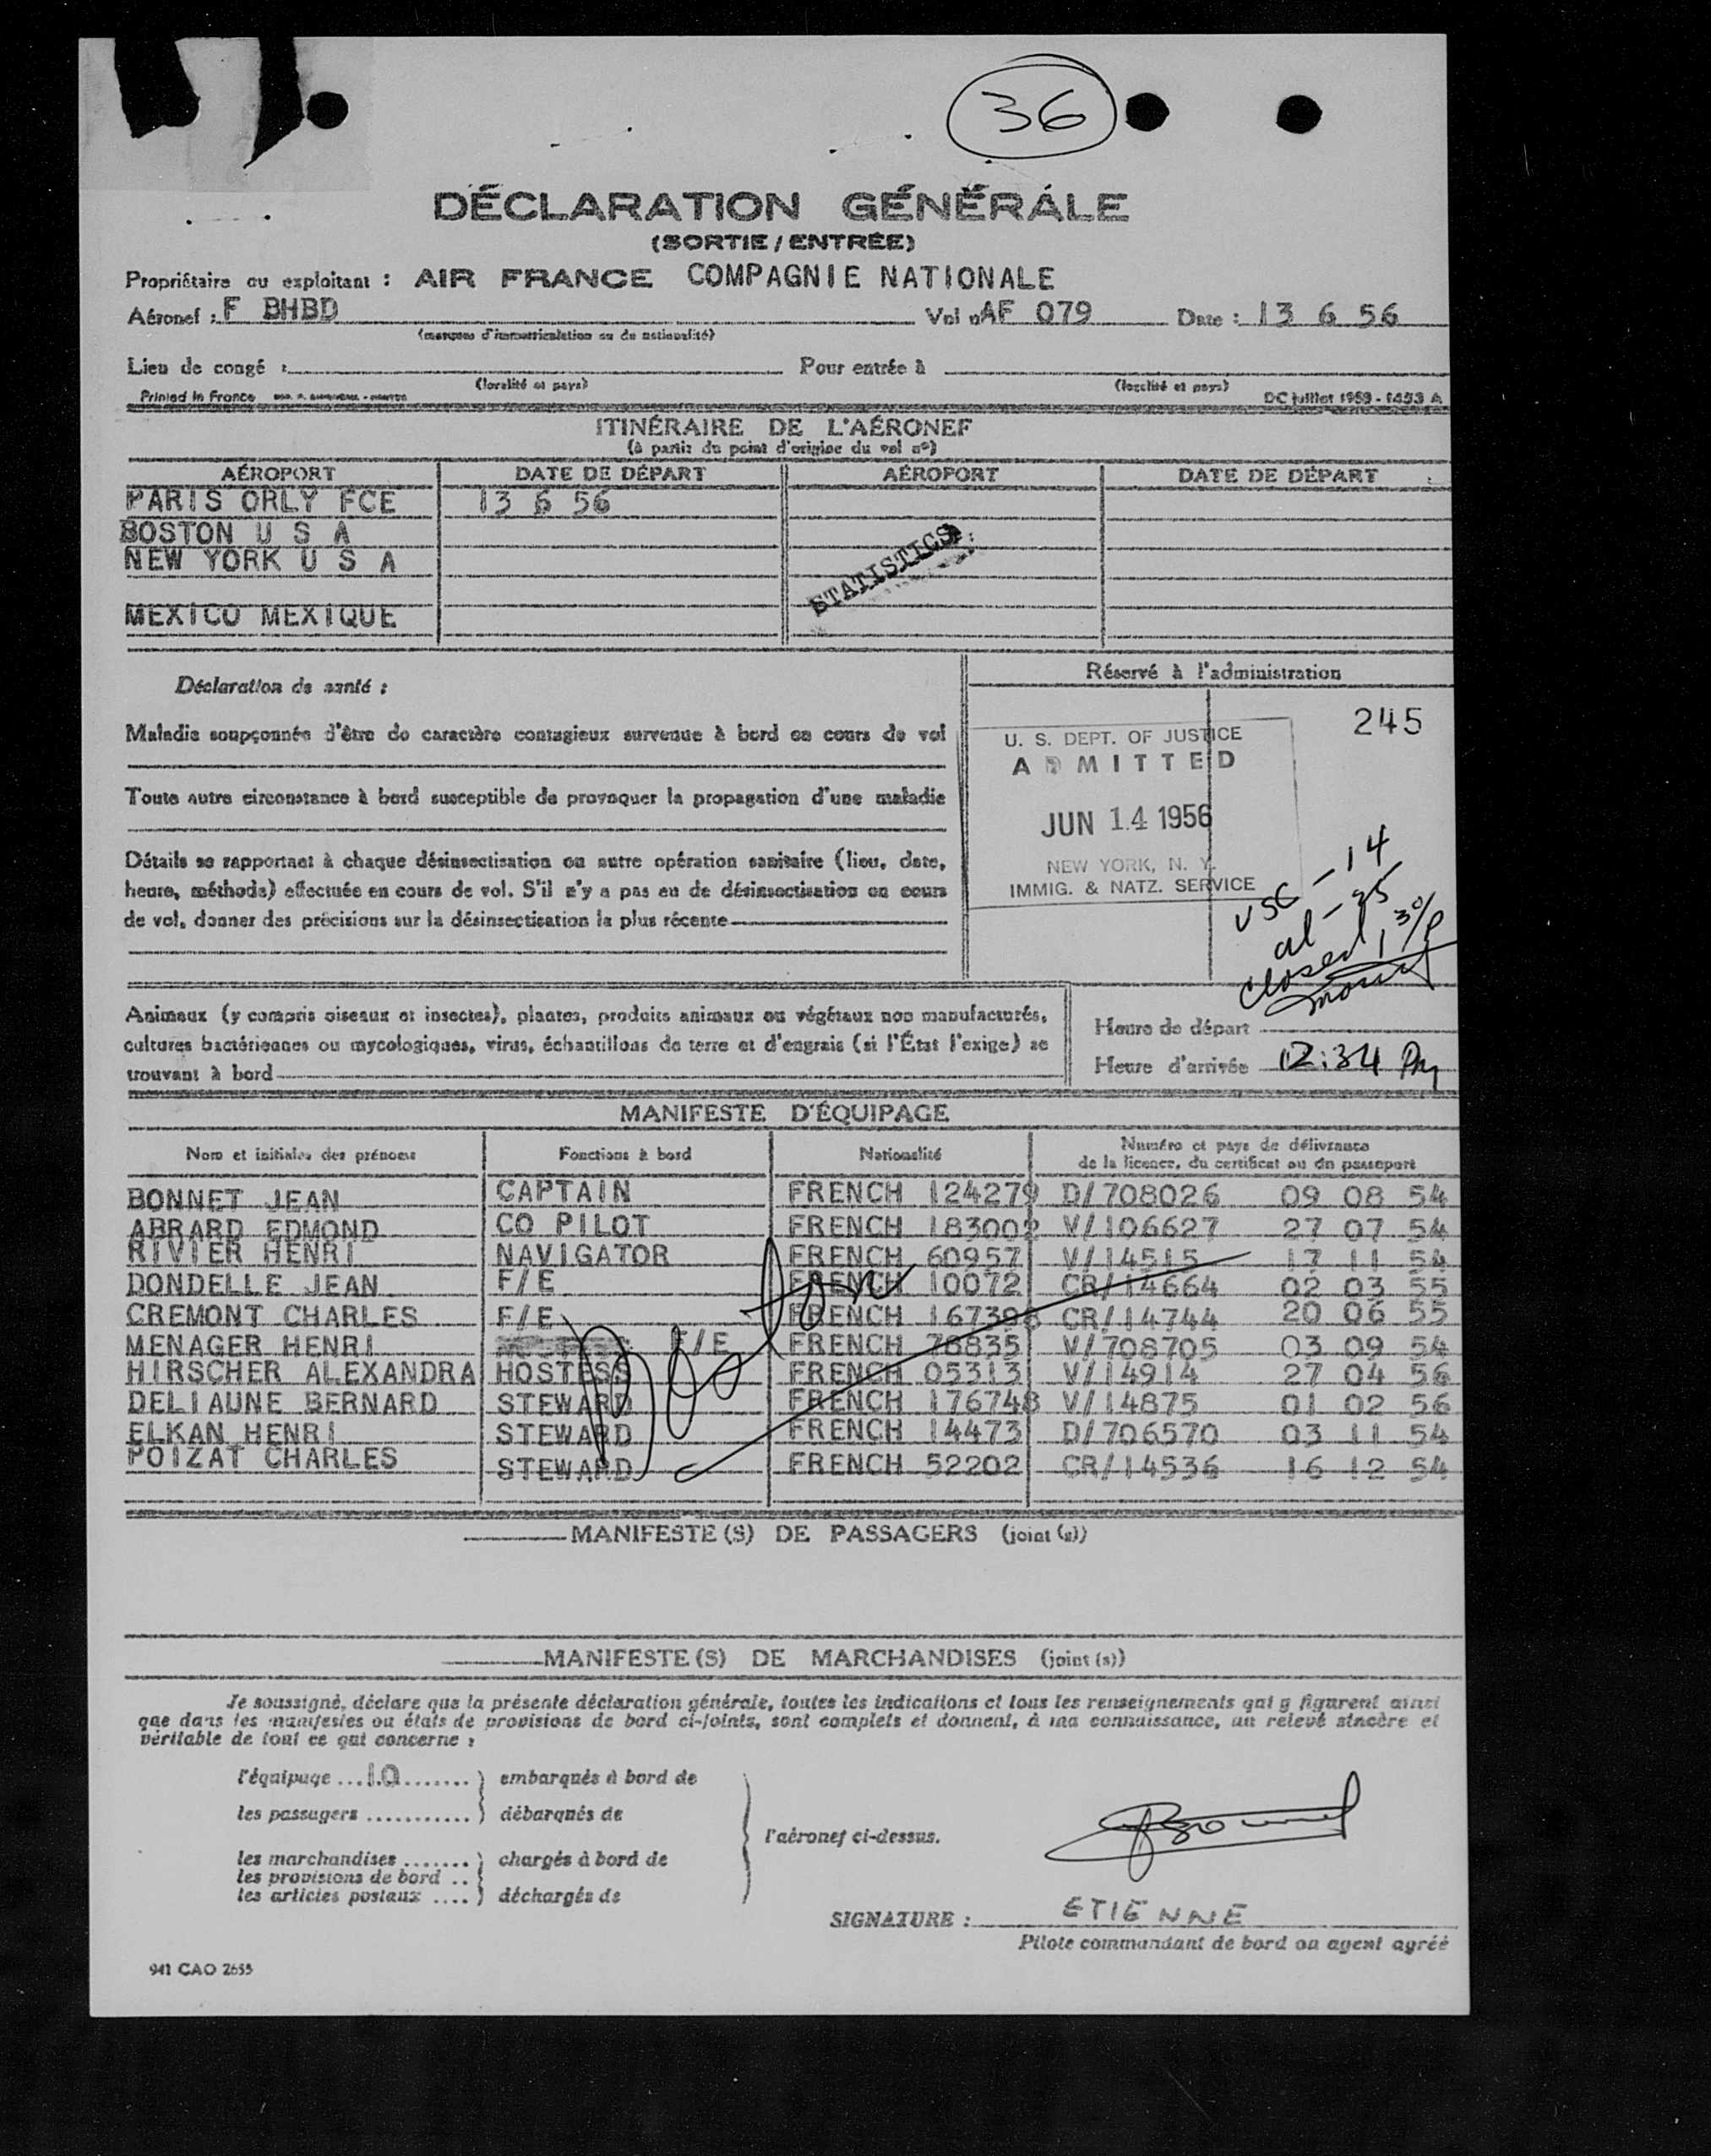 36
DÉCLARATION GÉNÉRALE
(SORTIE / ENTRÉE)
Propriétaire ou exploitant : AIR FRANCE COMPAGNIE NATIONALE
Aéronef : F BHBD Vol nAF 079 Date : 13 6 56
(marques d'immatriculation ou de nationalité)
Lieu de congé : Pour entrée à
(localité et pays) (localité et pays)
Printed in France DC juillet 1953 - 1453 A
ITINÉRAIRE DE L'AÉRONEF
(à partir du point d'origine du vol nº)
AÉROPORT DATE DE DÉPART AÉROPORT DATE DE DÉPART
PARIS ORLY FCE 13 6 56
BOSTON U S A
NEW YORK U S A
STATISTICS
MEXICO MEXIQUE
Déclaration de santé :
Réservé à l'administration
245
Maladie soupçonnée d'être de caractère contagieux survenue à bord en cours de vol
U. S. DEPT. OF JUSTICE
ADMITTED
JUN 14 1956
NEW YORK, N. Y.
IMMIG. & NATZ. SERVICE
Toute autre circonstance à bord susceptible de provoquer la propagation d'une maladie
Détails se rapportant à chaque désinsectisation ou autre opération sanitaire (lieu, date,
heure, méthode) effectuée en cours de vol. S'il n'y a pas eu de désinsectisation en cours
de vol, donner des précisions sur la désinsectisation la plus récente
USC - 14
al - 25
closed 1 30/P
Animaux (y compris oiseaux et insectes), plantes, produits animaux ou végétaux non manufacturés,
cultures bactériennes ou mycologiques, virus, échantillons de terre et d'engrais (si l'État l'exige) se
trouvant à bord
Heure de départ
Heure d'arrivée 12:34 PM
MANIFESTE D'ÉQUIPAGE
Nom et initiales des prénoms Fonctions à bord Nationalité Numéro et pays de délivrance
de la licence, du certificat ou du passeport
BONNET JEAN CAPTAIN FRENCH 124279 D/708026 09 08 54
ABRARD EDMOND CO PILOT FRENCH 183002 V/106627 27 07 54
RIVIER HENRI NAVIGATOR FRENCH 60957 V/14515 17 11 54
DONDELLE JEAN F/E FRENCH 10072 CR/14664 02 03 55
CREMONT CHARLES F/E FRENCH 167398 CR/14744 20 06 55
MENAGER HENRI F/E FRENCH 78835 V/708705 03 09 54
HIRSCHER ALEXANDRA HOSTESS FRENCH 05313 V/14914 27 04 56
DELIAUNE BERNARD STEWARD FRENCH 176748 V/14875 01 02 56
ELKAN HENRI STEWARD FRENCH 14473 D/706570 03 11 54
POIZAT CHARLES STEWARD FRENCH 52202 CR/14536 16 12 54
MANIFESTE (S) DE PASSAGERS (joint (s))
MANIFESTE (S) DE MARCHANDISES (joint (s))
Je soussigné, déclare que la présente déclaration générale, toutes les indications et tous les renseignements qui y figurent ainsi
que dans les manifestes ou états de provisions de bord ci-joints, sont complets et donnent, à ma connaissance, un relevé sincère et
véritable de tout ce qui concerne :
l'équipage ...10....... ) embarqués à bord de
les passagers ........... ) débarqués de
l'aéronef ci-dessus.
les marchandises ....... ) chargés à bord de
les provisions de bord ..
les articles postaux .... ) déchargés de
SIGNATURE : ETIENNE
Pilote commandant de bord ou agent agréé
941 CAO 2655